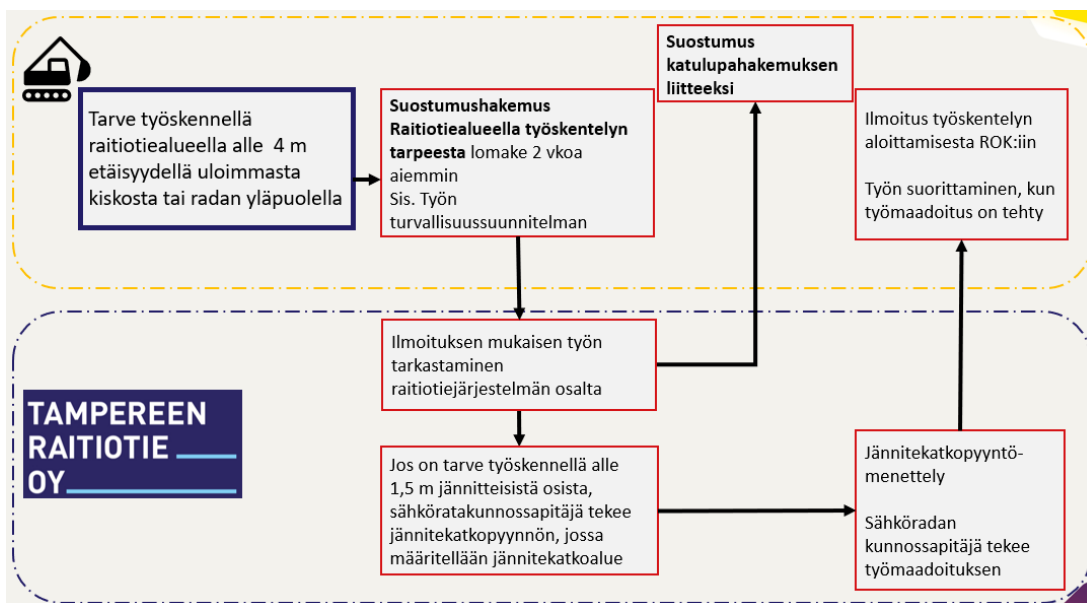 Tarve työskennellä
raitiotiealueella alle 4 m
etäisyydellä uloimmasta
kiskosta tai radan yläpuolella
Suostumushakemus
Raitiotiealueella työskentelyn
tarpeesta lomake 2 vkoa
aiemmin
Sis. Työn
turvallisuussuunnitelman
Suostumus
katulupahakemuksen
liitteeksi
Ilmoitus työskentelyn
aloittamisesta ROK:iin
Työn suorittaminen, kun
työmaadoitus on tehty
Ilmoituksen mukaisen työn
tarkastaminen
raitiotiejärjestelmän osalta
TAMPEREEN
RAITIOTIE
OY
Jos on tarve työskennellä alle
1,5 m jännitteisistä osista,
sähköratakunnossapitäjä tekee
jännitekatkopyynnön, jossa
määritellään jännitekatkoalue
Jännitekatkopyyntö-
menettely
Sähköradan
kunnossapitäjä tekee
työmaadoituksen